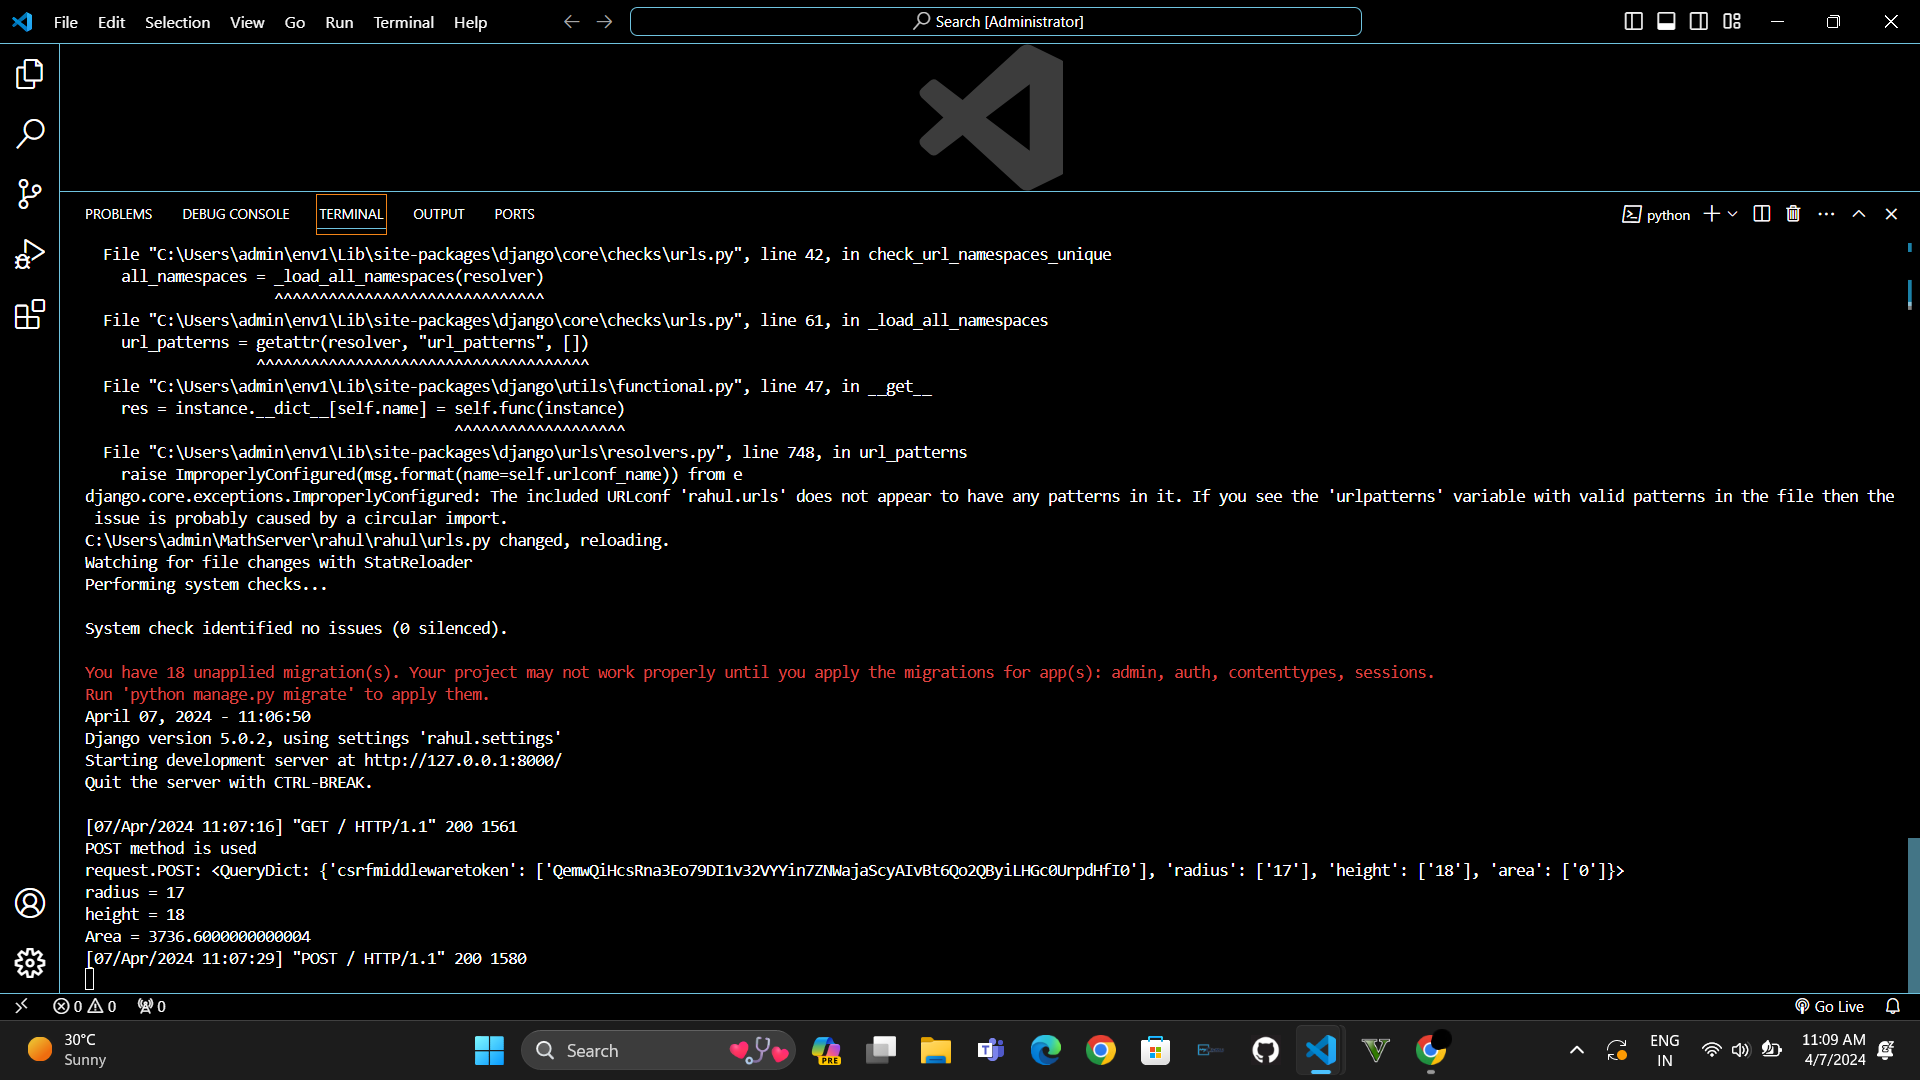 File Edit Selection View Go Run Terminal Help
Search [Administrator]
PROBLEMS DEBUG CONSOLE TERMINAL OUTPUT PORTS
python
File "C:\Users\admin\env1\Lib\site-packages\django\core\checks\urls.py", line 42, in check_url_namespaces_unique
all_namespaces = _load_all_namespaces(resolver)
^^^^^^^^^^^^^^^^^^^^^^^^^^^^^^
File "C:\Users\admin\env1\Lib\site-packages\django\core\checks\urls.py", line 61, in _load_all_namespaces
url_patterns = getattr(resolver, "url_patterns", [])
^^^^^^^^^^^^^^^^^^^^^^^^^^^^^^^^^^^^^
File "C:\Users\admin\env1\Lib\site-packages\django\utils\functional.py", line 47, in __get__
res = instance.__dict__[self.name] = self.func(instance)
^^^^^^^^^^^^^^^^^^^
File "C:\Users\admin\env1\Lib\site-packages\django\urls\resolvers.py", line 748, in url_patterns
raise ImproperlyConfigured(msg.format(name=self.urlconf_name)) from e
django.core.exceptions.ImproperlyConfigured: The included URLconf 'rahul.urls' does not appear to have any patterns in it. If you see the 'urlpatterns' variable with valid patterns in the file then the
issue is probably caused by a circular import.
C:\Users\admin\MathServer\rahul\rahul\urls.py changed, reloading.
Watching for file changes with StatReloader
Performing system checks...
System check identified no issues (0 silenced).
You have 18 unapplied migration(s). Your project may not work properly until you apply the migrations for app(s): admin, auth, contenttypes, sessions.
Run 'python manage.py migrate' to apply them.
April 07, 2024 - 11:06:50
Django version 5.0.2, using settings 'rahul.settings'
Starting development server at http://127.0.0.1:8000/
Quit the server with CTRL-BREAK.
[07/Apr/2024 11:07:16] "GET / HTTP/1.1" 200 1561
POST method is used
request.POST: <QueryDict: {'csrfmiddlewaretoken': ['QemwQiHcsRna3Eo79DI1v32VYYin7ZNWajaScyAIvBt6Qo2QByiLHGc0UrpdHfI0'], 'radius': ['17'], 'height': ['18'], 'area': ['0']}>
radius = 17
height = 18
Area = 3736.6000000000004
[07/Apr/2024 11:07:29] "POST / HTTP/1.1" 200 1580
0 0 0
Go Live
30°C
Sunny
Search
PRE
ENG
IN
11:09 AM
4/7/2024